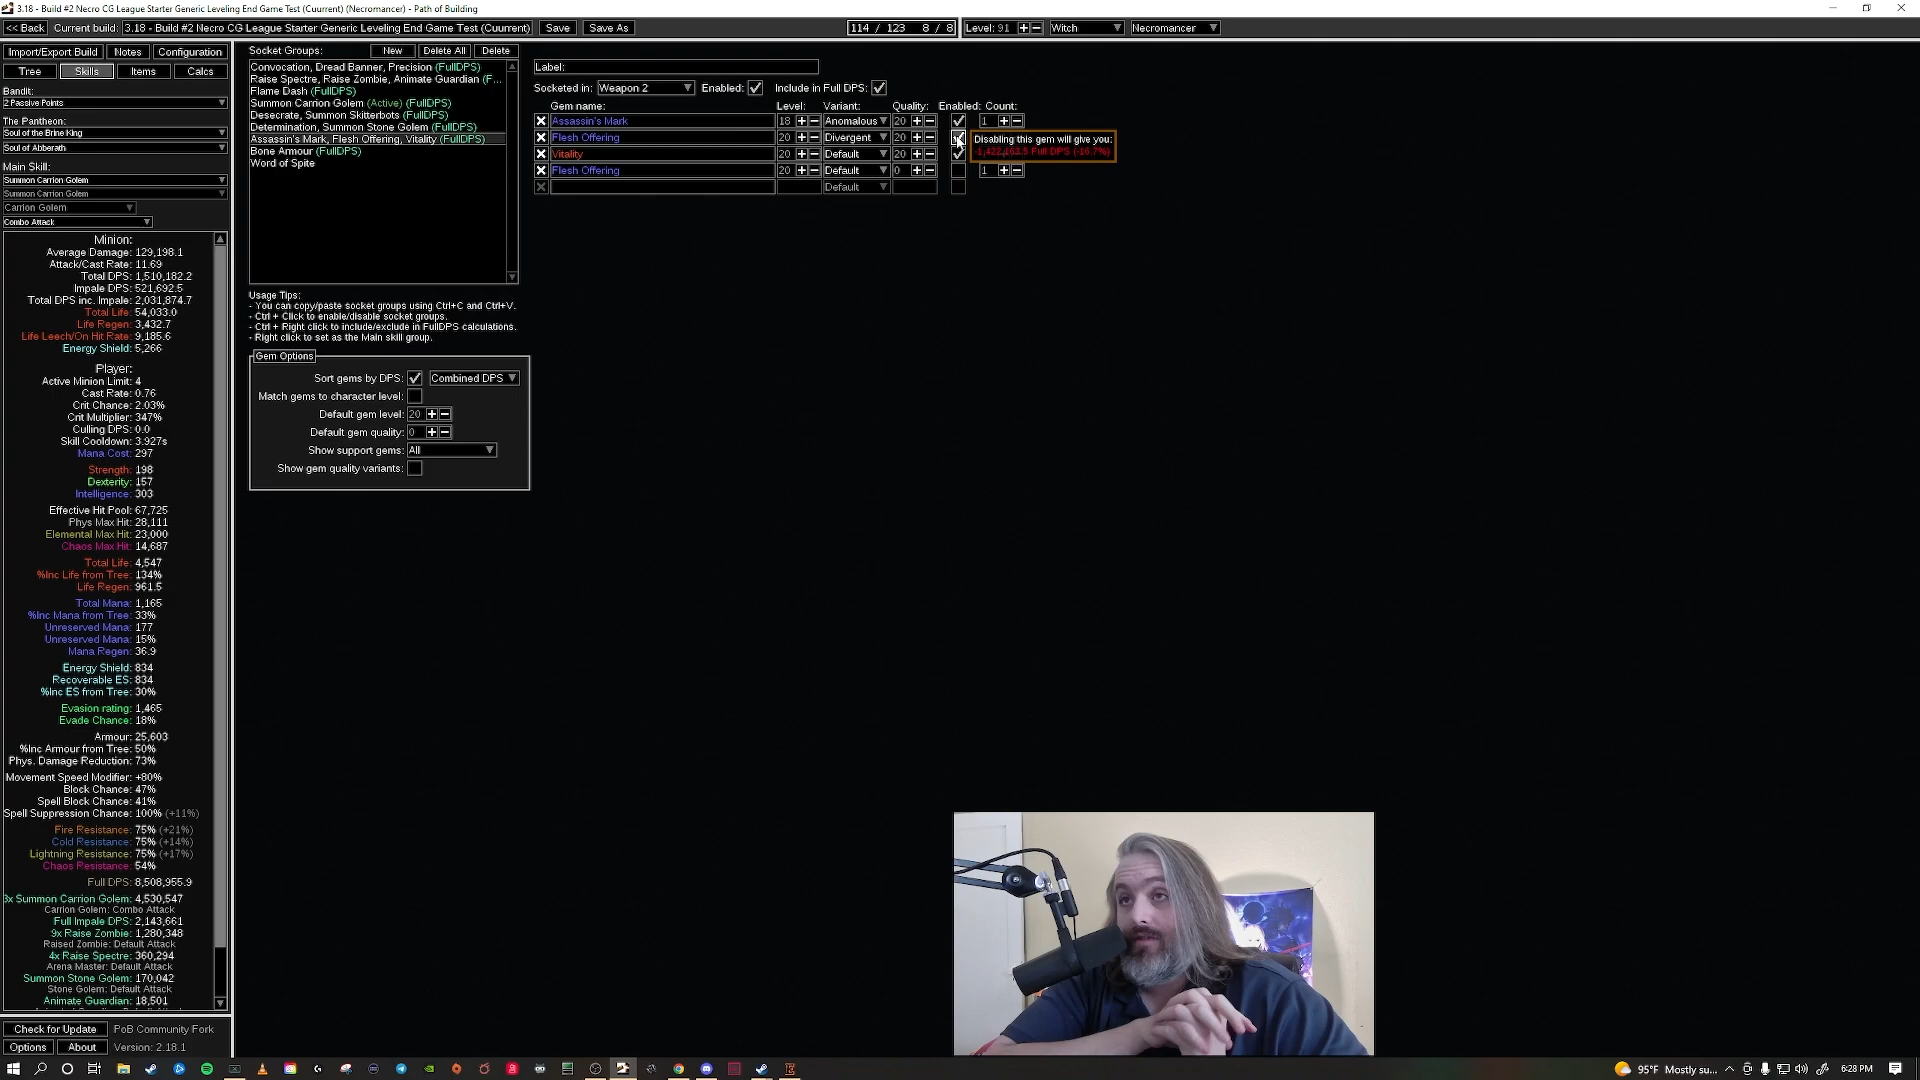 3.18 - Build #2 Necro CG League Starter Generic Leveling End Game Test (Cuurrent) (Necromancer) - Path of Building
<< Back Current build: 3.18 - Build #2 Necro CG League Starter Generic Leveling End Game Test (Cuurrent) Save Save As 114 / 123 8 / 8 Level: 91 Witch Necromancer
Import/Export Build Notes Configuration
Tree Skills Items Calcs
Bandit:
2 Passive Points
The Pantheon:
Soul of the Brine King
Soul of Abberath
Main Skill:
Summon Carrion Golem
Summon Carrion Golem
Carrion Golem
Combo Attack
Minion:
Average Damage: 129,198.1
Attack/Cast Rate: 11.69
Total DPS: 1,510,182.2
Impale DPS: 521,692.5
Total DPS inc. Impale: 2,031,874.7
Total Life: 54,033.0
Life Regen: 3,432.7
Life Leech/On Hit Rate: 9,185.6
Energy Shield: 5,266
Player:
Active Minion Limit: 4
Cast Rate: 0.76
Crit Chance: 2.03%
Crit Multiplier: 347%
Culling DPS: 0.0
Skill Cooldown: 3.927s
Mana Cost: 297
Strength: 198
Dexterity: 157
Intelligence: 303
Effective Hit Pool: 67,725
Phys Max Hit: 28,111
Elemental Max Hit: 23,000
Chaos Max Hit: 14,687
Total Life: 4,547
%Inc Life from Tree: 134%
Life Regen: 961.5
Total Mana: 1,165
%Inc Mana from Tree: 33%
Unreserved Mana: 177
Unreserved Mana: 15%
Mana Regen: 36.9
Energy Shield: 834
Recoverable ES: 834
%Inc ES from Tree: 30%
Evasion rating: 1,465
Evade Chance: 18%
Armour: 25,603
%Inc Armour from Tree: 50%
Phys. Damage Reduction: 73%
Movement Speed Modifier: +80%
Block Chance: 47%
Spell Block Chance: 41%
Spell Suppression Chance: 100% (+11%)
Fire Resistance: 75% (+21%)
Cold Resistance: 75% (+14%)
Lightning Resistance: 75% (+17%)
Chaos Resistance: 54%
Full DPS: 8,508,955.9
3x Summon Carrion Golem: 4,530,547
Carrion Golem: Combo Attack
Full Impale DPS: 2,143,661
9x Raise Zombie: 1,280,348
Raised Zombie: Default Attack
4x Raise Spectre: 360,294
Arena Master: Default Attack
Summon Stone Golem: 170,042
Stone Golem: Default Attack
Animate Guardian: 18,501
Check for Update PoB Community Fork
Options About Version: 2.18.1
Socket Groups: New Delete All Delete
Convocation, Dread Banner, Precision (FullDPS)
Raise Spectre, Raise Zombie, Animate Guardian (F...
Flame Dash (FullDPS)
Summon Carrion Golem (Active) (FullDPS)
Desecrate, Summon Skitterbots (FullDPS)
Determination, Summon Stone Golem (FullDPS)
Assassin's Mark, Flesh Offering, Vitality (FullDPS)
Bone Armour (FullDPS)
Word of Spite
Usage Tips:
- You can copy/paste socket groups using Ctrl+C and Ctrl+V.
- Ctrl + Click to enable/disable socket groups.
- Ctrl + Right click to include/exclude in FullDPS calculations.
- Right click to set as the Main skill group.
Gem Options
Sort gems by DPS: Combined DPS
Match gems to character level:
Default gem level: 20
Default gem quality: 0
Show support gems: All
Show gem quality variants:
Label:
Socketed in: Weapon 2 Enabled: Include in Full DPS:
Gem name: Level: Variant: Quality: Enabled: Count:
Assassin's Mark 18 Anomalous 20 1
Flesh Offering 20 Divergent 20
Vitality 20 Default 20
Flesh Offering 20 Default 0 1
Default
Disabling this gem will give you:
-1,422,163.5 Full DPS (-16.7%)
95°F Mostly su... 6:28 PM